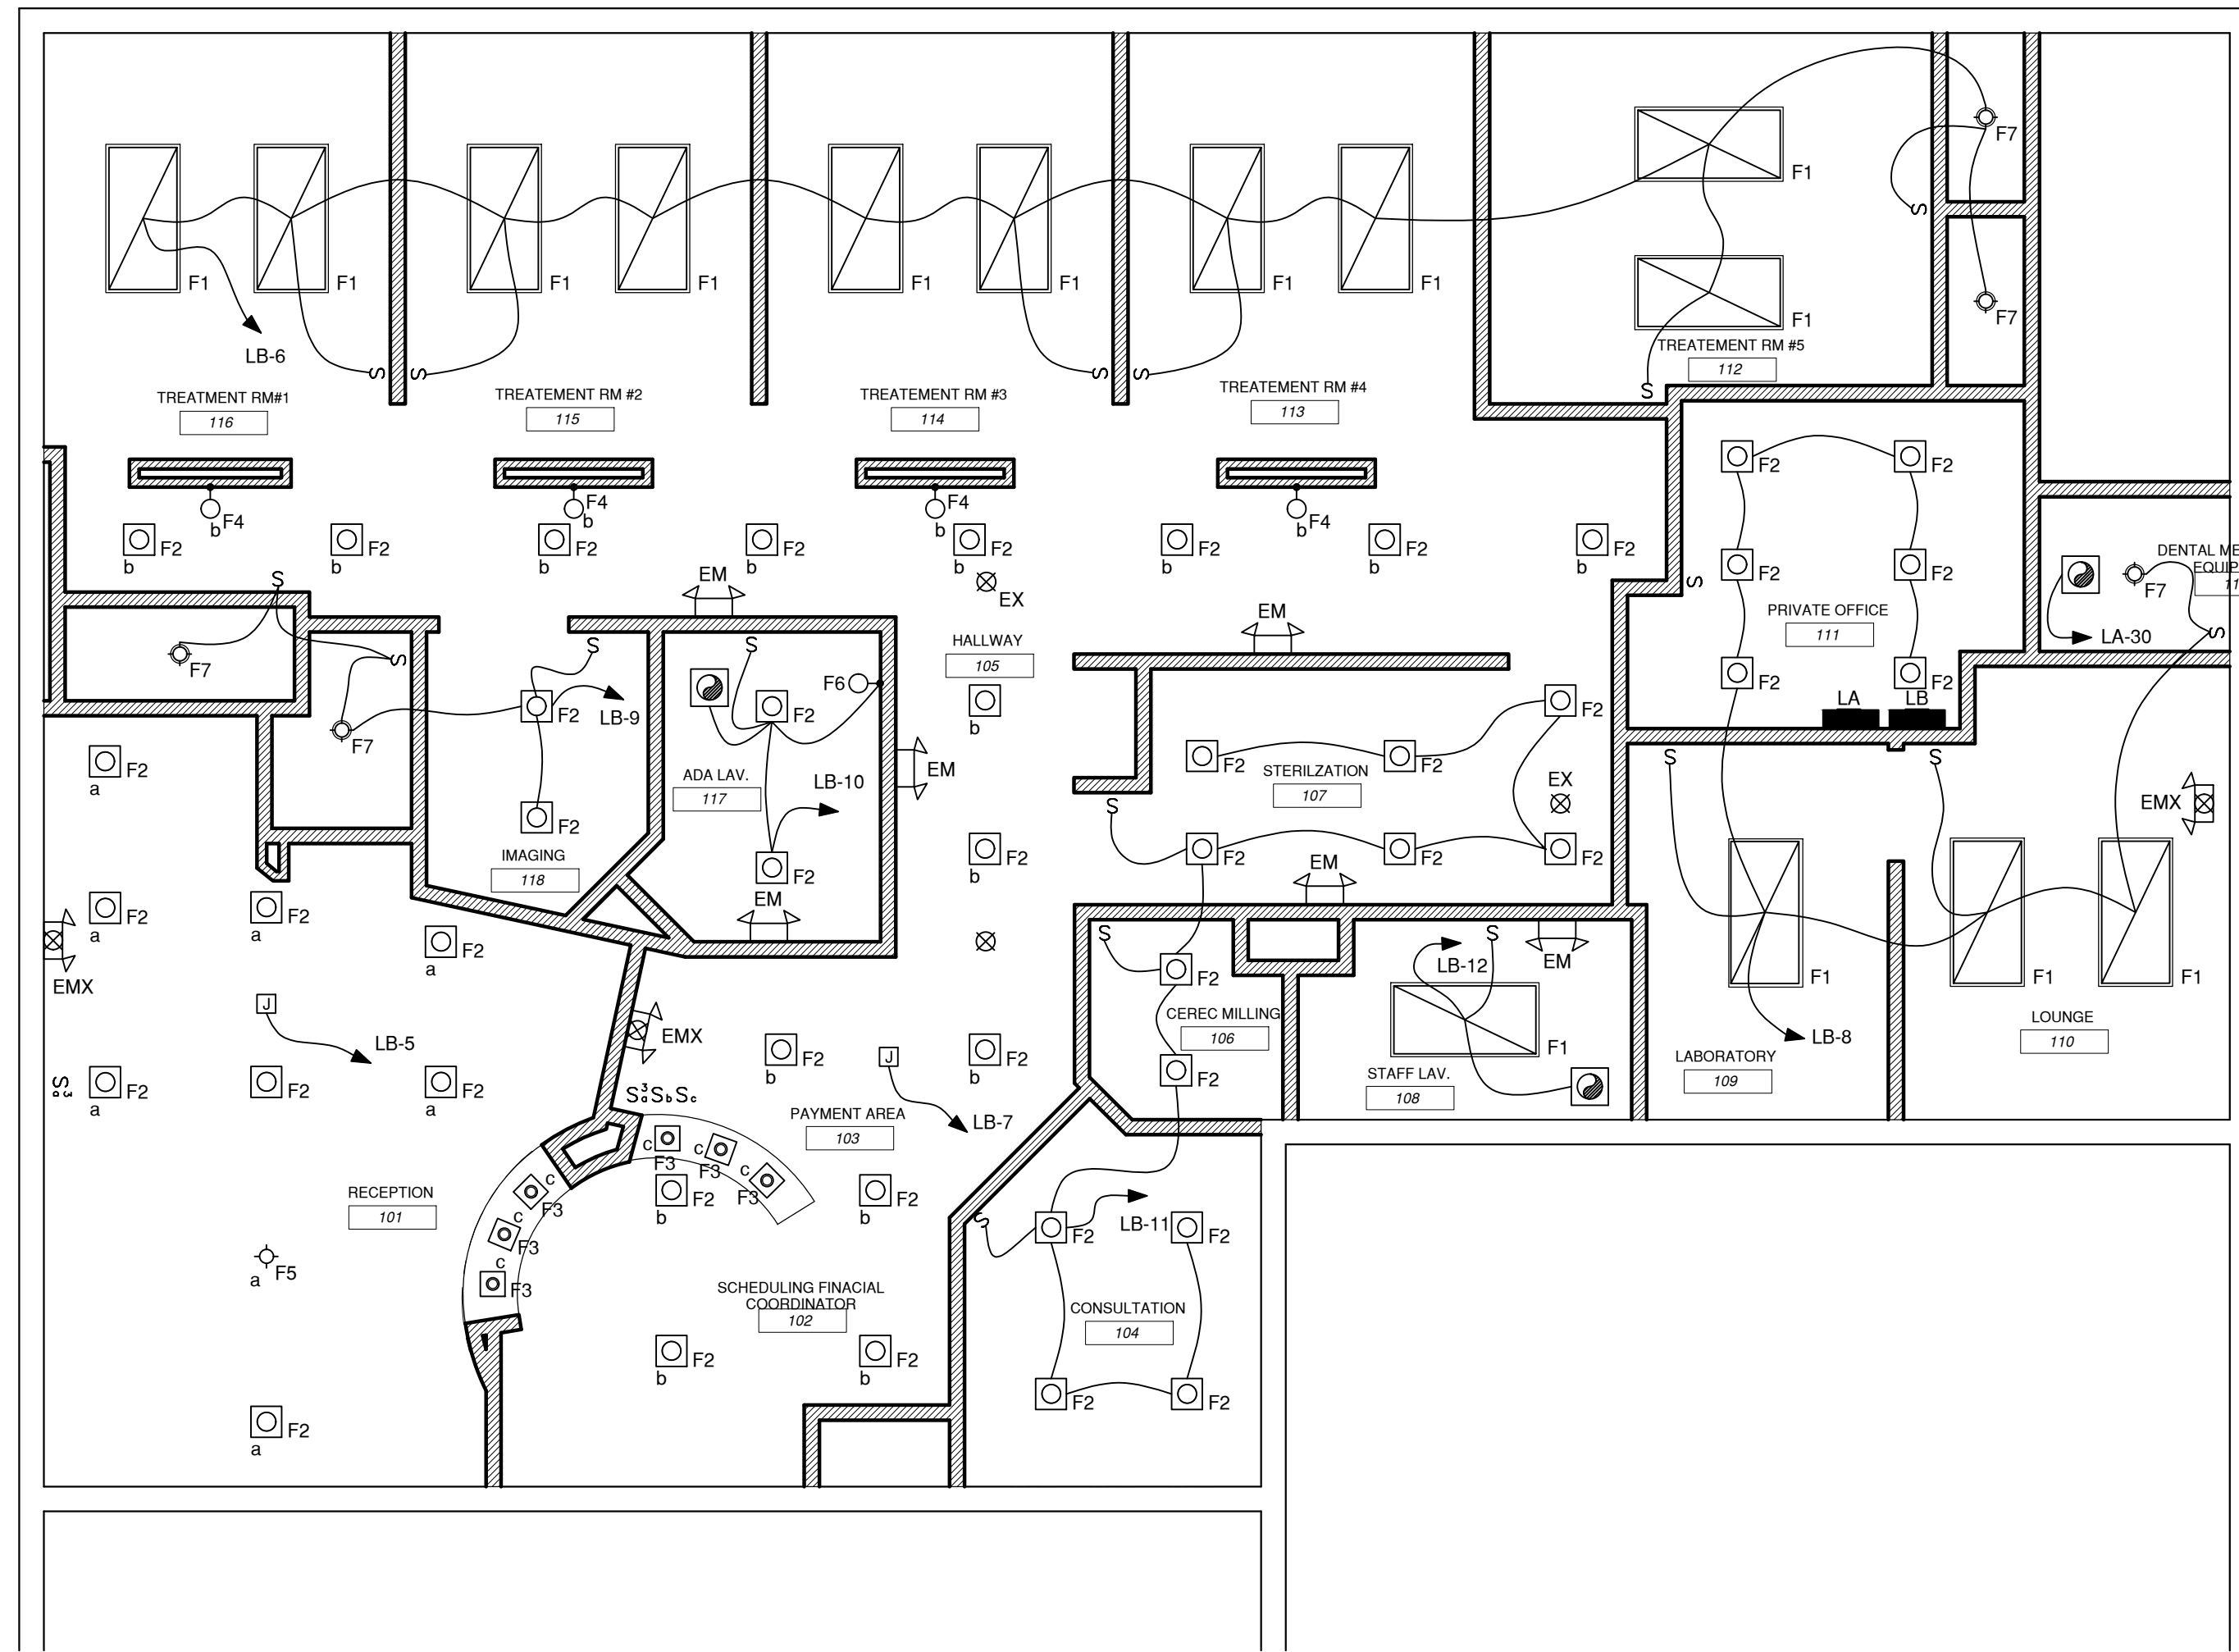 F7
F1
F7
S
F1 F1 F1 F1 F1 F1 F1 F1
F1
LB-6
S S S S S
TREATEMENT RM #5
112
TREATMENT RM#1
116
TREATEMENT RM #2
115
TREATEMENT RM #3
114
TREATEMENT RM #4
113
F2 F2
F4 F4 F4 F4
b b b b
F2 F2 F2 F2 F2 F2 F2 F2
b b b b b b b b
EX
EM
S
S
F2 F2
F7
DENTAL ME
EQUIP
11
LA-30
S
PRIVATE OFFICE
111
EM
HALLWAY
105
S S
S
F7
F6
F2 F2
F2
LB-9
F2
b
F2
LA LB
F7
F2
a
EM
ADA LAV.
117
LB-10
F2 F2
STERILZATION
107
S S
EX
EMX
S
F2
IMAGING
118
F2
F2
b
F2 F2 F2
EM
EM
F2
a
F2
a
F2
a
EMX
S
S
LB-12
EM
F2
F1 F1 F1
J
LB-5
EMX
CEREC MILLING
106
F1
LOUNGE
110
LB-8
LABORATORY
109
STAFF LAV.
108
F2
b
J
F2
b
F2
S3a
F2
a
F2
F2
a
S3aSbSc
PAYMENT AREA
103
LB-7
c F3
c F3
c F3
RECEPTION
101
c F3
c F3
c F3
F2
b
F2
b
S
F2
LB-11
F2
a F5
SCHEDULING FINACIAL
COORDINATOR
102
CONSULTATION
104
F2
b
F2
b
F2 F2
F2
a